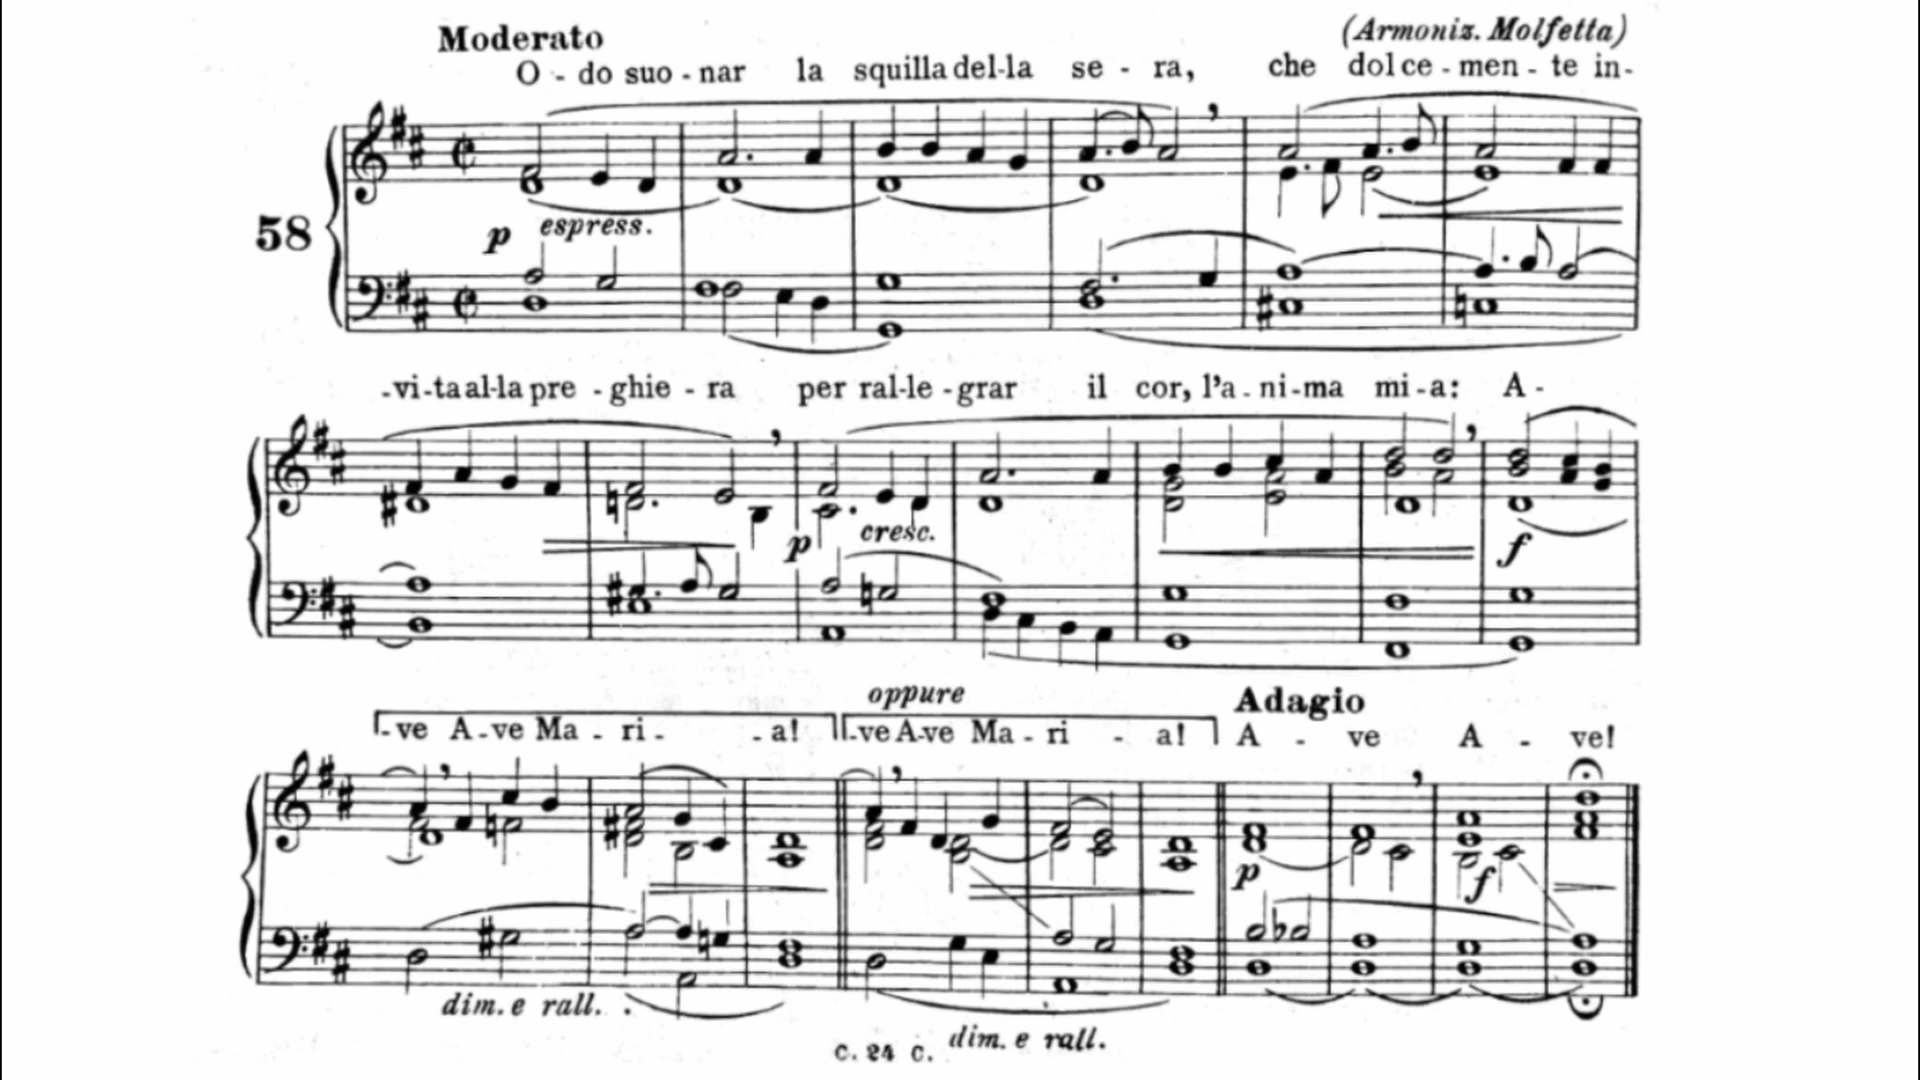 Moderato
(Armoniz. Molfetta)
O - do suo - nar la squilla del-la se - ra, che dol ce - men - te in-
p espress.
58
-vi-ta al-la pre - ghie - ra per ral-le - grar il cor, l'a - ni-ma mi-a: A -
p cresc. f
oppure
Adagio
-ve A-ve Ma - ri - - a! -ve A-ve Ma - ri - a! A - ve A - ve!
p f
dim. e rall.
dim. e rall.
C. 24 C.